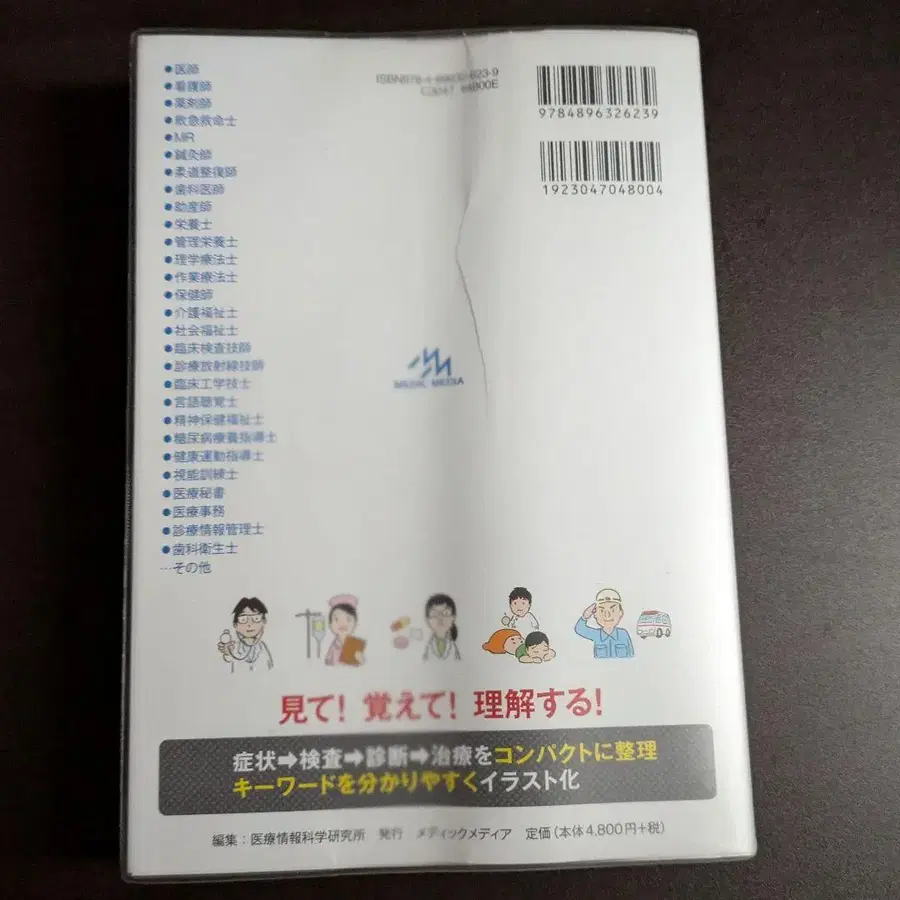 ●医師
●看護師
●薬剤師
●救急救命士
●MR
●鍼灸師
●柔道整復師
●歯科医師
●助産師
●栄養士
●管理栄養士
●理学療法士
●作業療法士
●保健師
●介護福祉士
●社会福祉士
●臨床検査技師
●診療放射線技師
●臨床工学技士
●言語聴覚士
●精神保健福祉士
●糖尿病療養指導士
●健康運動指導士
●視能訓練士
●医療秘書
●医療事務
●診療情報管理士
●歯科衛生士
…その他
9784896326239
1923047048004
MEDIC MEDIA
見て! 覚えて! 理解する!
症状➡検査➡診断➡治療をコンパクトに整理
キーワードを分かりやすくイラスト化
編集:医療情報科学研究所 発行 メディックメディア 定価(本体4,800円+税)